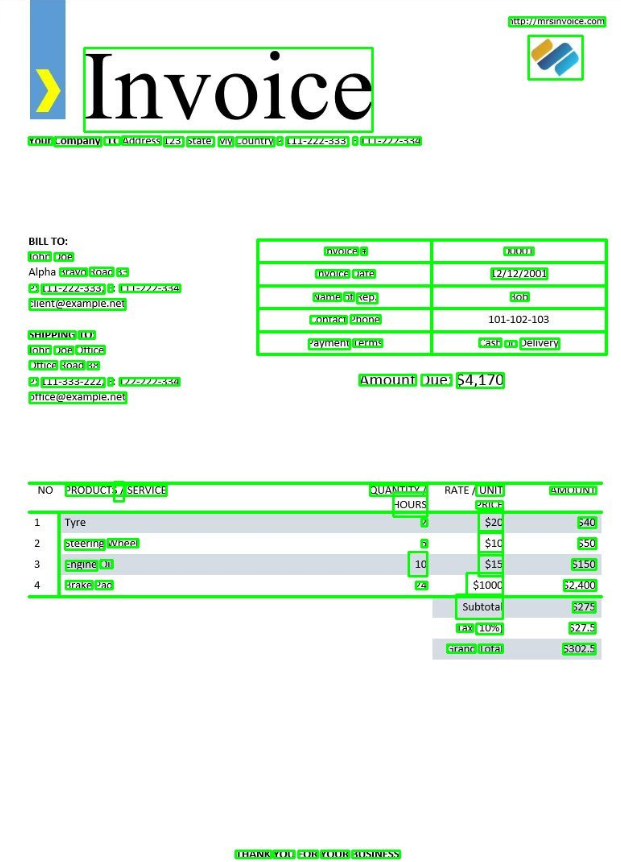 http://mrsinvoice.com
Invoice
Your Company LLC Address 123, State, My Country P 111-222-333, F 111-222-334
BILL TO:
John Doe
Alpha Bravo Road 33
P: 111-222-333, F: 111-222-334
client@example.net
SHIPPING TO:
John Doe Office
Office Road 38
P: 111-333-222, F: 122-222-334
office@example.net
Invoice # 00001
Invoice Date 12/12/2001
Name of Rep. Bob
Contact Phone 101-102-103
Payment Terms Cash on Delivery
Amount Due: $4,170
NO PRODUCTS / SERVICE QUANTITY / HOURS RATE / UNIT PRICE AMOUNT
1 Tyre 2 $20 $40
2 Steering Wheel 5 $10 $50
3 Engine Oil 10 $15 $150
4 Brake Pad 24 $1000 $2,400
Subtotal $275
Tax 10% $27.5
Grand Total $302.5
THANK YOU FOR YOUR BUSINESS